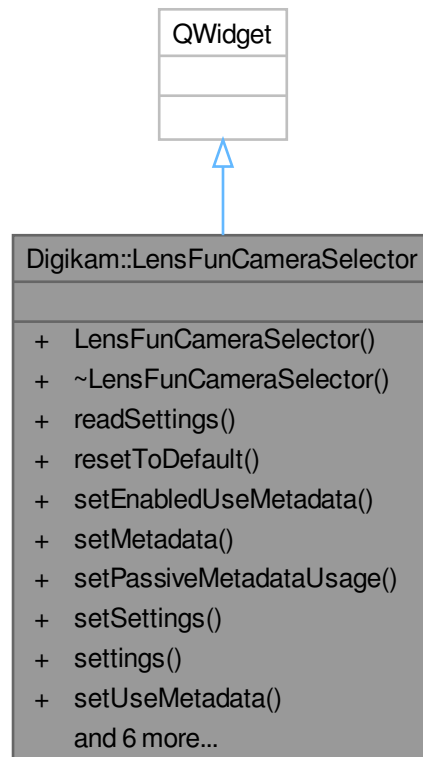 QWidget
Digikam::LensFunCameraSelector
+ LensFunCameraSelector()
+ ~LensFunCameraSelector()
+ readSettings()
+ resetToDefault()
+ setEnabledUseMetadata()
+ setMetadata()
+ setPassiveMetadataUsage()
+ setSettings()
+ settings()
+ setUseMetadata()
and 6 more...